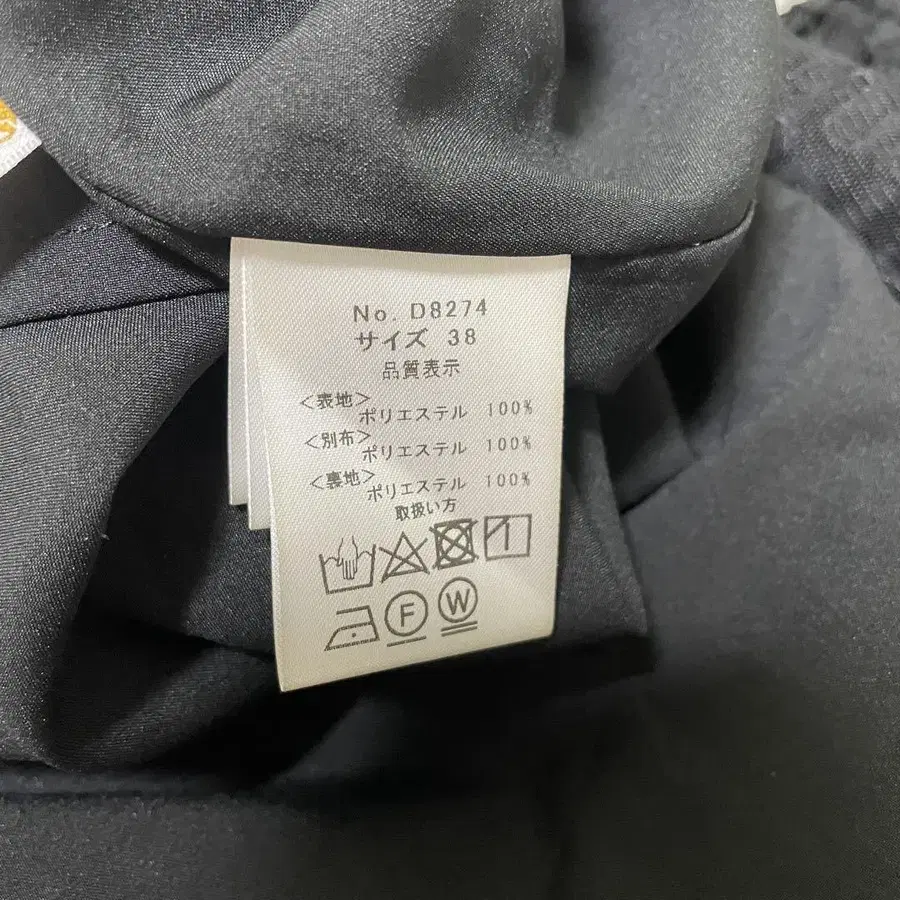 No. D8274
サイズ 38
品質表示
<表地>
ポリエステル 100%
<別布>
ポリエステル 100%
<裏地>
ポリエステル 100%
取扱い方
F W